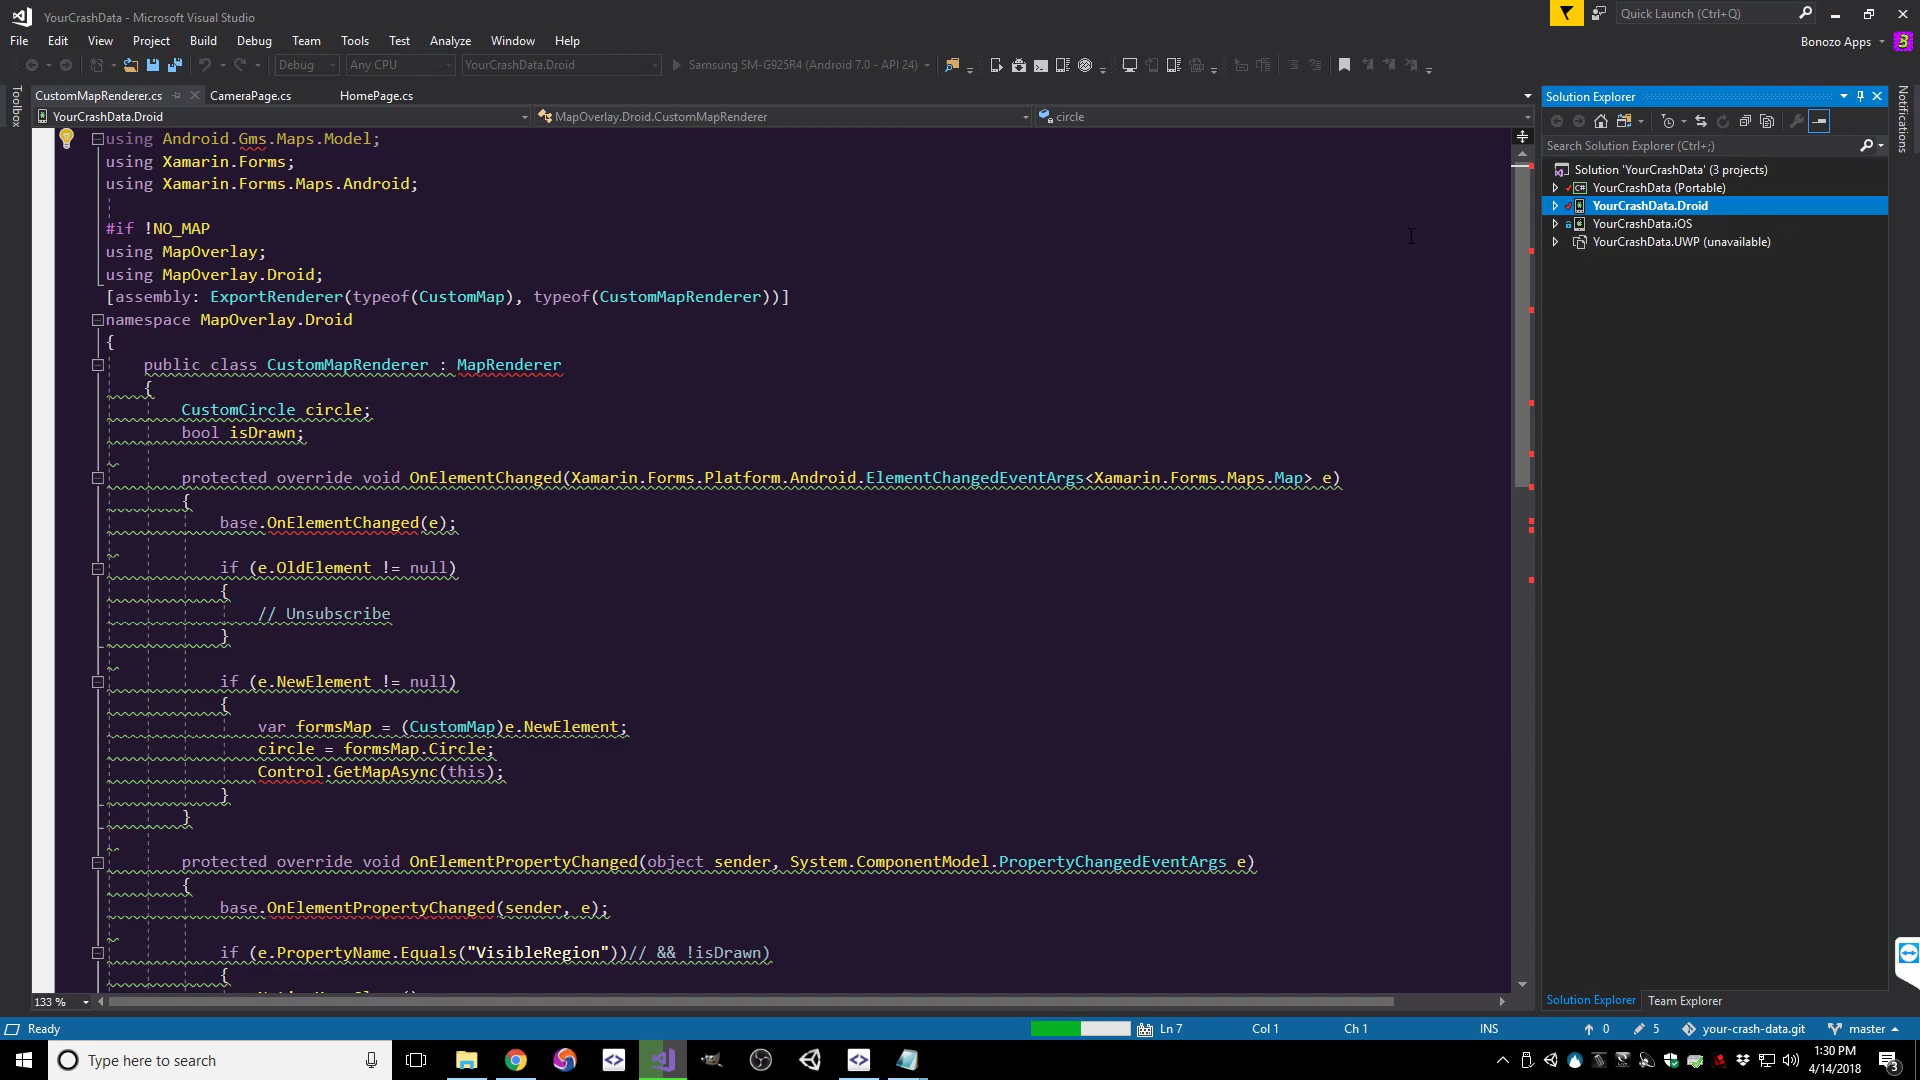 YourCrashData - Microsoft Visual Studio
Quick Launch (Ctrl+Q)
File Edit View Project Build Debug Team Tools Test Analyze Window Help
Bonozo Apps
Debug Any CPU YourCrashData.Droid Samsung SM-G925R4 (Android 7.0 - API 24)
Toolbox
CustomMapRenderer.cs CameraPage.cs HomePage.cs
YourCrashData.Droid MapOverlay.Droid.CustomMapRenderer circle
using Android.Gms.Maps.Model;
using Xamarin.Forms;
using Xamarin.Forms.Maps.Android;
#if !NO_MAP
using MapOverlay;
using MapOverlay.Droid;
[assembly: ExportRenderer(typeof(CustomMap), typeof(CustomMapRenderer))]
namespace MapOverlay.Droid
{
public class CustomMapRenderer : MapRenderer
{
CustomCircle circle;
bool isDrawn;
protected override void OnElementChanged(Xamarin.Forms.Platform.Android.ElementChangedEventArgs<Xamarin.Forms.Maps.Map> e)
{
base.OnElementChanged(e);
if (e.OldElement != null)
{
// Unsubscribe
}
if (e.NewElement != null)
{
var formsMap = (CustomMap)e.NewElement;
circle = formsMap.Circle;
Control.GetMapAsync(this);
}
}
protected override void OnElementPropertyChanged(object sender, System.ComponentModel.PropertyChangedEventArgs e)
{
base.OnElementPropertyChanged(sender, e);
if (e.PropertyName.Equals("VisibleRegion"))// && !isDrawn)
{
133 %
Solution Explorer
Search Solution Explorer (Ctrl+;)
Solution 'YourCrashData' (3 projects)
YourCrashData (Portable)
YourCrashData.Droid
YourCrashData.iOS
YourCrashData.UWP (unavailable)
Notifications
Solution Explorer Team Explorer
Ready Ln 7 Col 1 Ch 1 INS 0 5 your-crash-data.git master
Type here to search
1:30 PM
4/14/2018
3